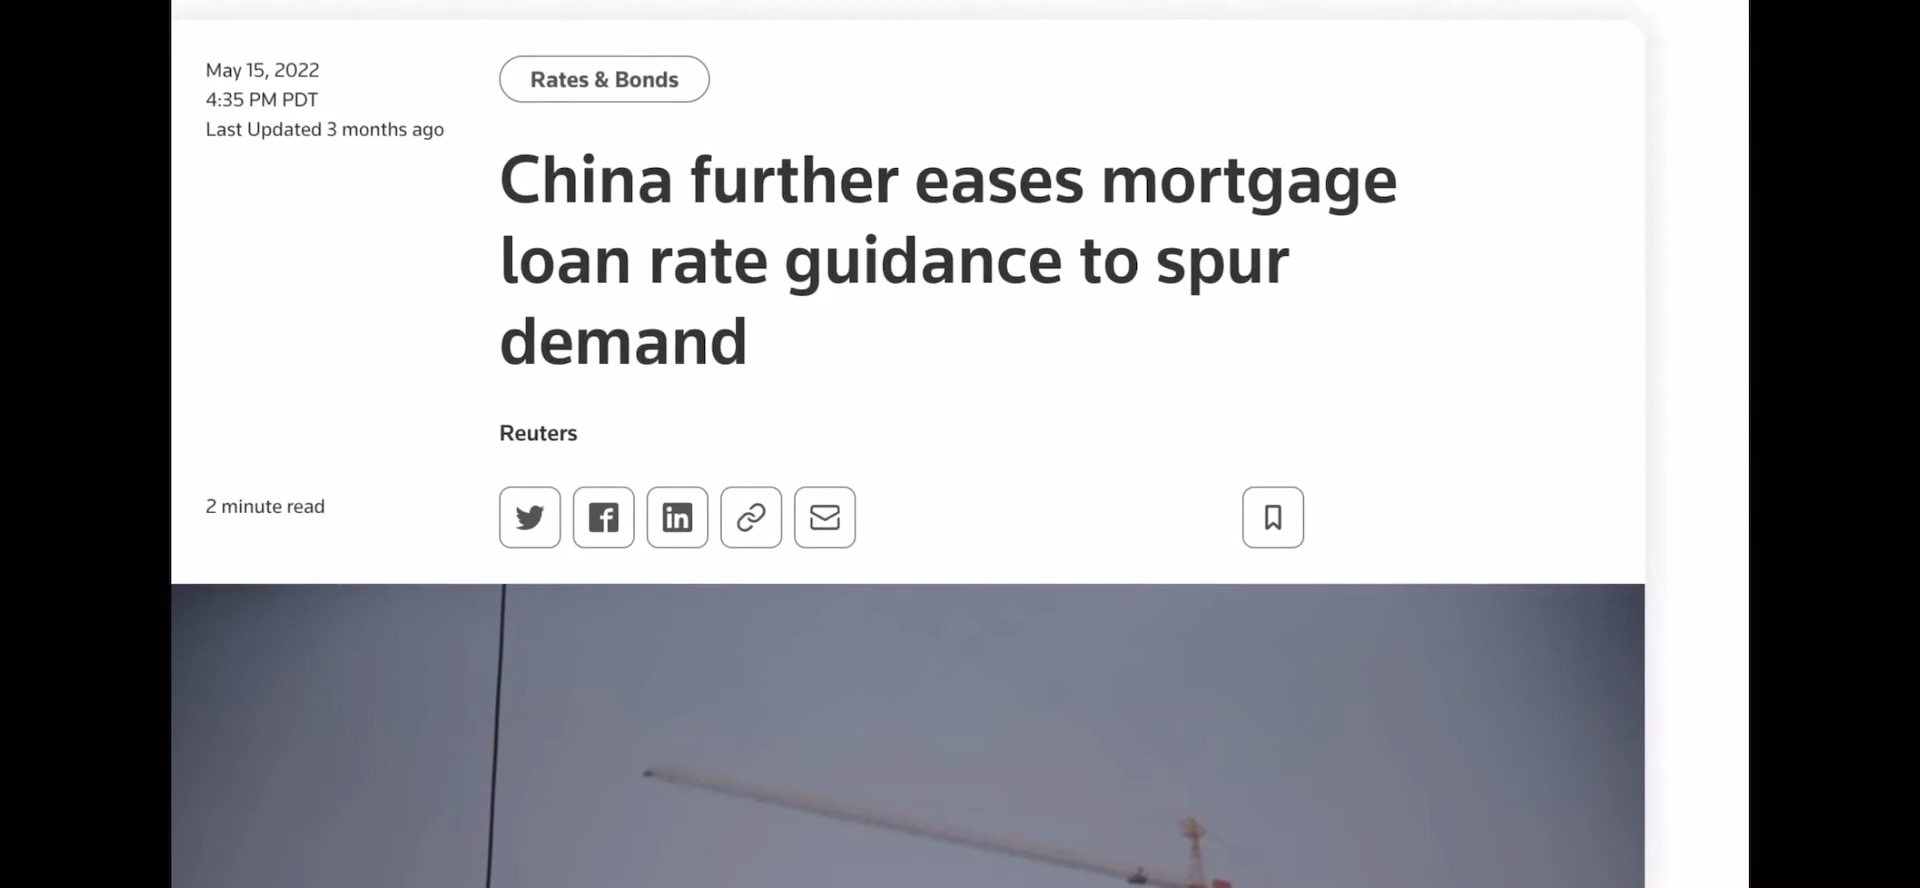 May 15, 2022
4:35 PM PDT
Last Updated 3 months ago
Rates & Bonds
China further eases mortgage
loan rate guidance to spur
demand
Reuters
2 minute read